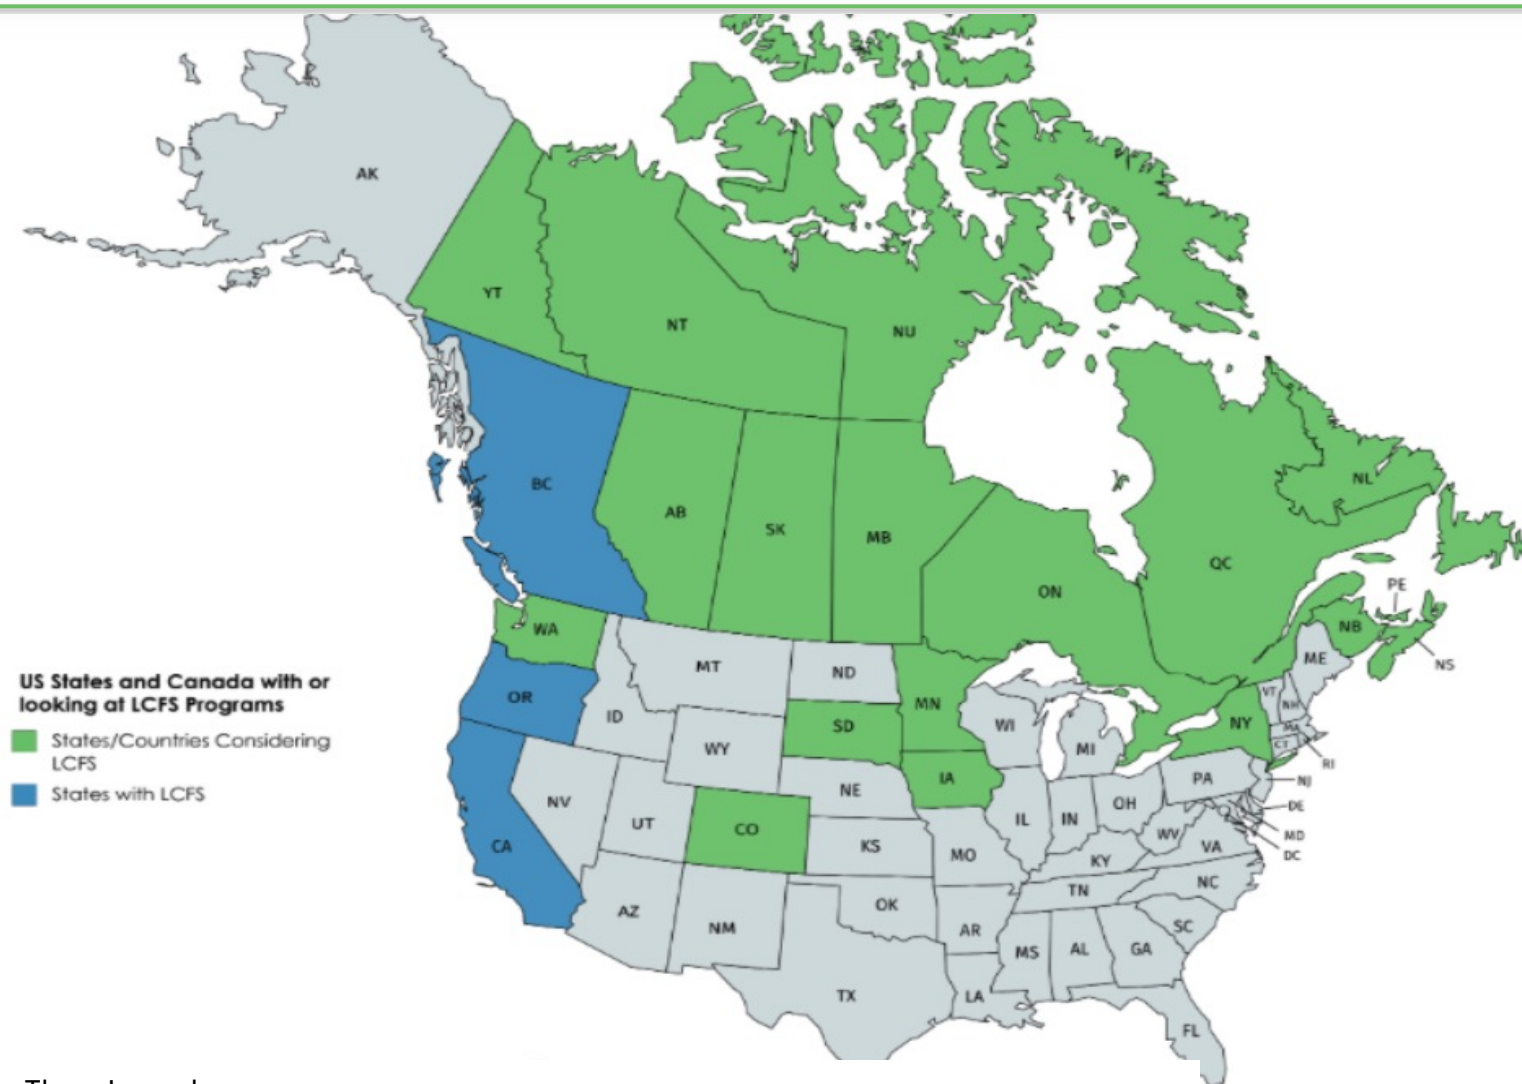 AK
YT
NT
NU
BC
AB
SK
MB
ON
QC
NL
PE
NB
NS
WA
OR
ID
MT
ND
MN
WI
MI
NY
VT
NH
ME
MA
CT
RI
US States and Canada with or
looking at LCFS Programs
States/Countries Considering
LCFS
States with LCFS
SD
WY
IA
NE
NV
UT
CO
CA
KS
MO
IL
IN
OH
PA
NJ
DE
MD
DC
WV
VA
KY
NC
TN
AZ
NM
OK
AR
SC
MS
AL
GA
TX
LA
FL